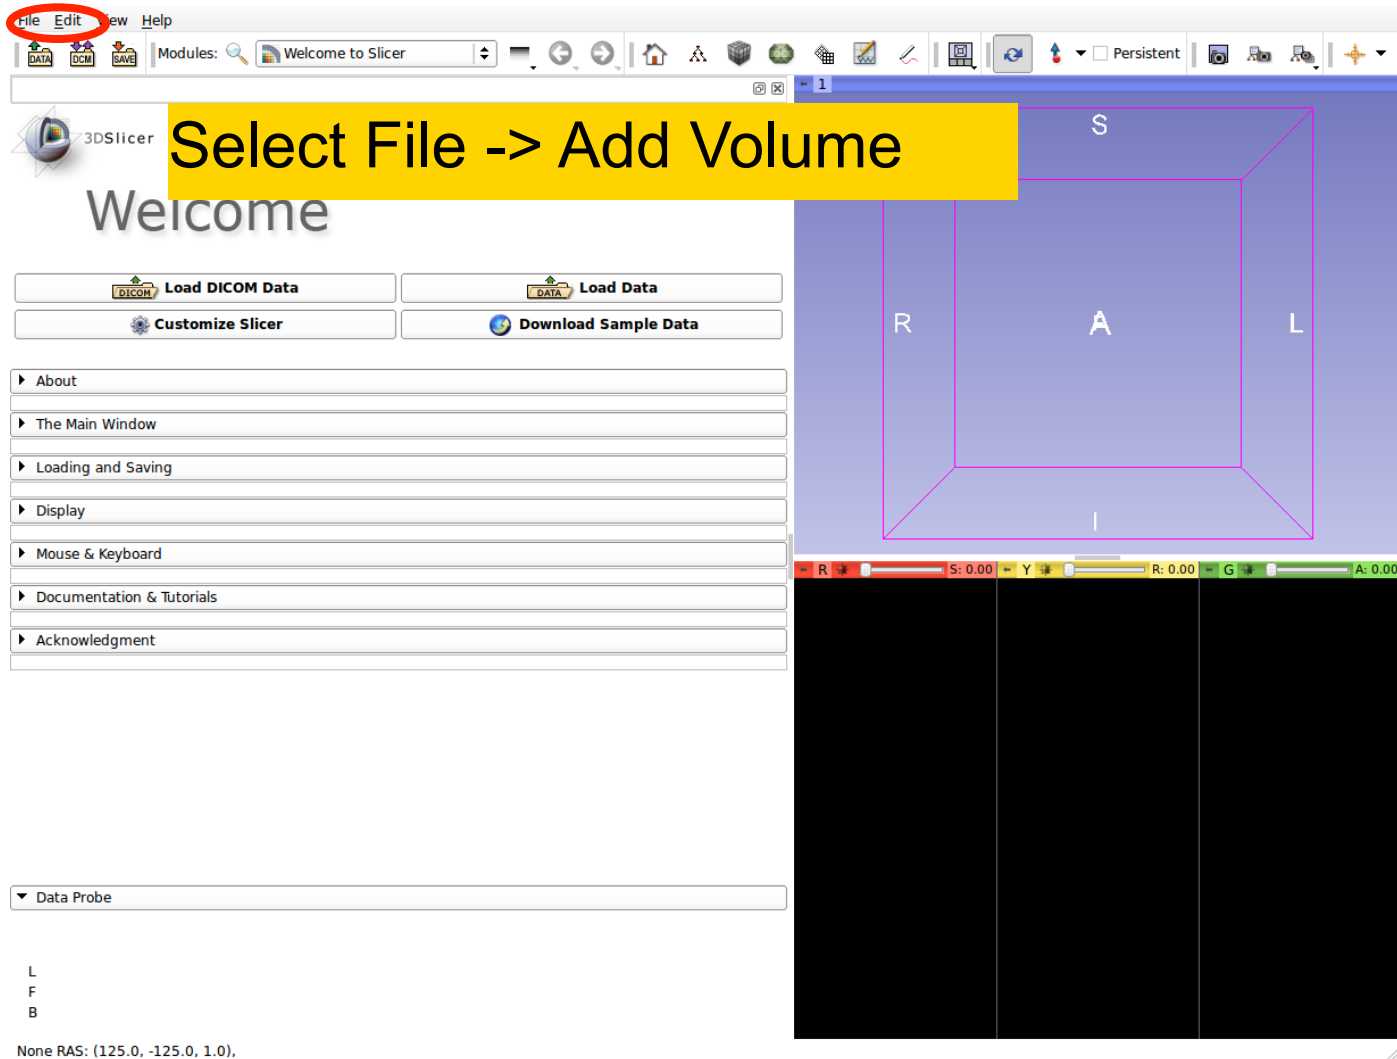 File Edit View Help
DATA DCM SAVE Modules: Welcome to Slicer Persistent
1
3DSlicer
Select File -> Add Volume
Welcome
Load DICOM Data
Load Data
Customize Slicer
Download Sample Data
About
The Main Window
Loading and Saving
Display
Mouse & Keyboard
Documentation & Tutorials
Acknowledgment
S
R A L
I
R S: 0.00 Y R: 0.00 G A: 0.00
Data Probe
L
F
B
None RAS: (125.0, -125.0, 1.0),